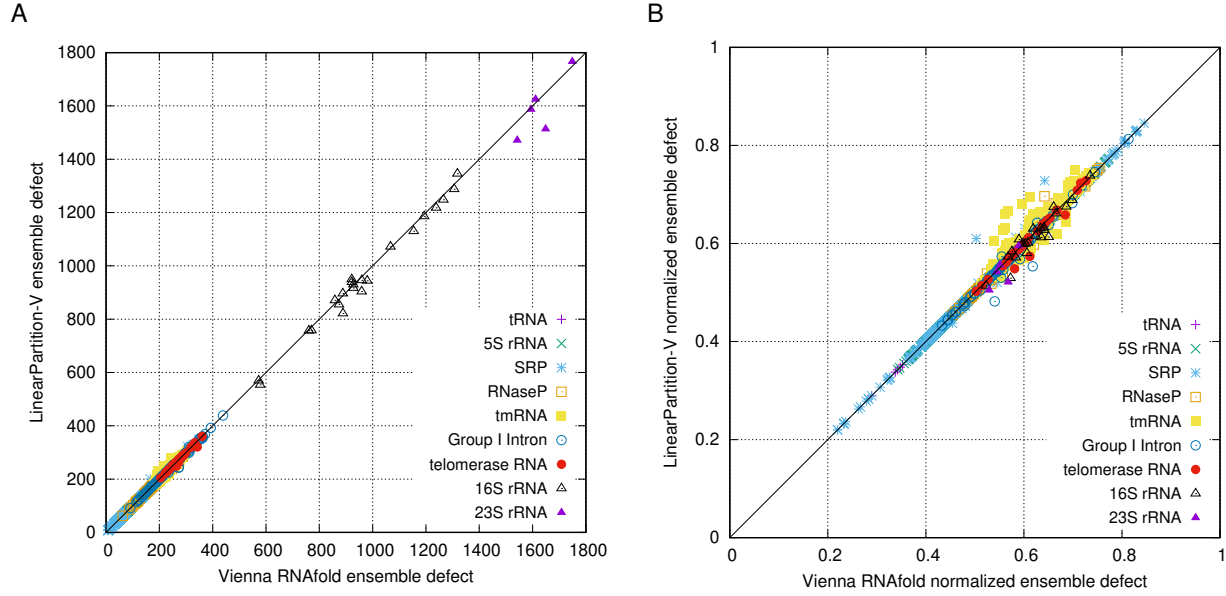 A
LinearPartition-V ensemble defect
1800
1600
1400
1200
1000
800
600
400
200
0
0 200 400 600 800 1000 1200 1400 1600 1800
Vienna RNAfold ensemble defect
tRNA
5S rRNA
SRP
RNaseP
tmRNA
Group I Intron
telomerase RNA
16S rRNA
23S rRNA
B
LinearPartition-V normalized ensemble defect
1
0.8
0.6
0.4
0.2
0
0 0.2 0.4 0.6 0.8 1
Vienna RNAfold normalized ensemble defect
tRNA
5S rRNA
SRP
RNaseP
tmRNA
Group I Intron
telomerase RNA
16S rRNA
23S rRNA